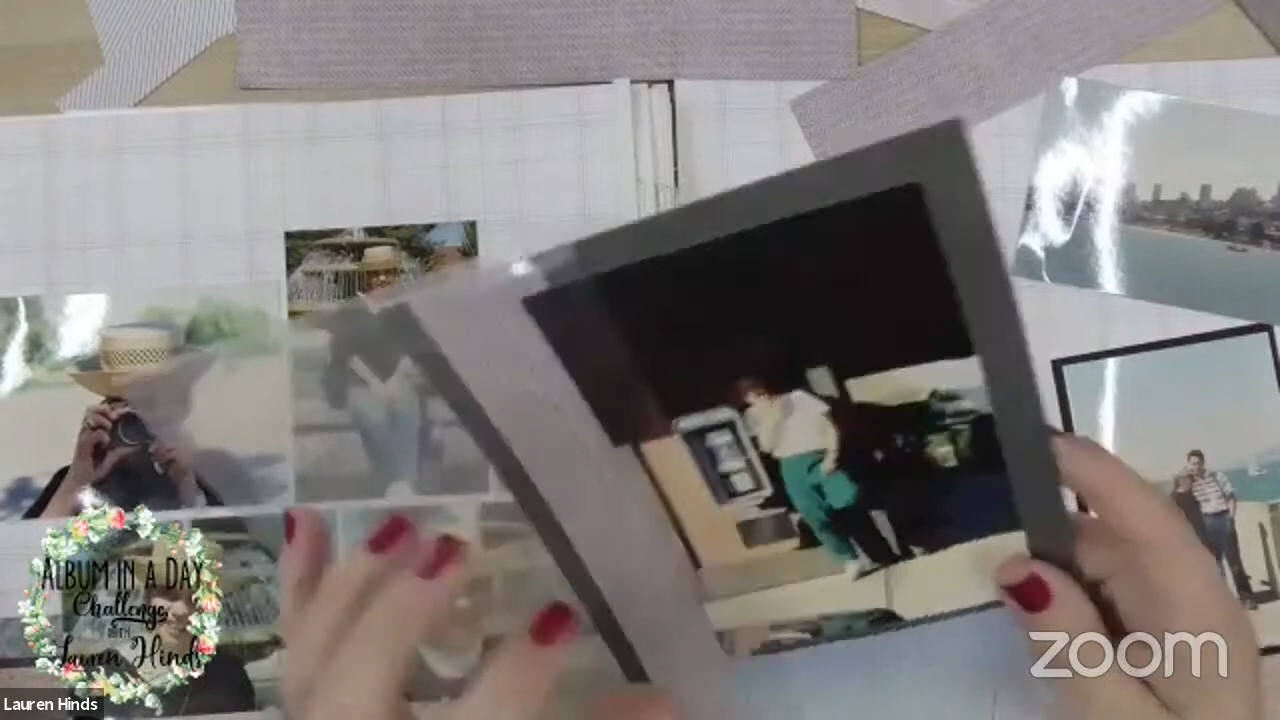 ALBUM IN A DAY
Challenge
WITH
Lauren Hinds
zoom
Lauren Hinds